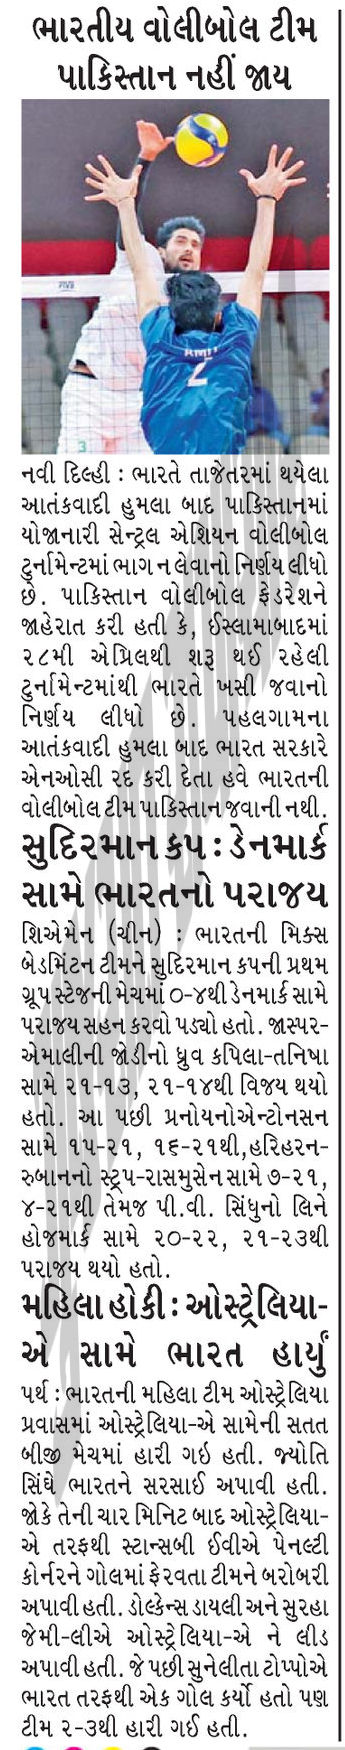 ભારતીય વોલીબોલ ટીમ
પાકિસ્તાન નહીં જાય
AMIT
2
3
નવી દિલ્હી : ભારતે તાજેતરમાં થયેલા
આતંકવાદી હુમલા બાદ પાકિસ્તાનમાં
યોજાનારી સેન્ટ્રલ એશિયન વોલીબોલ
ટુર્નામેન્ટમાં ભાગ ન લેવાનો નિર્ણય લીધો
છે. પાકિસ્તાન વોલીબોલ ફેડરેશને
જાહેરાત કરી હતી કે, ઈસ્લામાબાદમાં
૨૮મી એપ્રિલથી શરૂ થઈ રહેલી
ટુર્નામેન્ટમાંથી ભારતે ખસી જવાનો
નિર્ણય લીધો છે. પહલગામના
આતંકવાદી હુમલા બાદ ભારત સરકારે
એનઓસી રદ કરી દેતા હવે ભારતની
વોલીબોલ ટીમ પાકિસ્તાન જવાની નથી.
સુદિરમાન કપ : ડેનમાર્ક
સામે ભારતનો પરાજય
શિએમેન (ચીન) : ભારતની મિક્સ
બેડમિંટન ટીમને સુદિરમાન કપની પ્રથમ
ગ્રૂપ સ્ટેજની મેચમાં ૦-૪થી ડેનમાર્ક સામે
પરાજય સહન કરવો પડ્યો હતો. જાસ્પર-
એમાલીની જોડીનો ધ્રુવ કપિલા-તનિષા
સામે ૨૧-૧૩, ૨૧-૧૪થી વિજય થયો
હતો. આ પછી પ્રનોયનો એન્ટોનસન
સામે ૧૫-૨૧, ૧૬-૨૧થી,હરિહરન-
રુબાનનો સ્ટ્રપ-રાસમુસેન સામે ૭-૨૧,
૪-૨૧થી તેમજ પી.વી. સિંધુનો લિને
હોજમાર્ક સામે ૨૦-૨૨, ૨૧-૨૩થી
પરાજય થયો હતો.
મહિલા હોકી : ઓસ્ટ્રેલિયા-
એ સામે ભારત હાર્યું
પર્થ : ભારતની મહિલા ટીમ ઓસ્ટ્રેલિયા
પ્રવાસમાં ઓસ્ટ્રેલિયા-એ સામેની સતત
બીજી મેચમાં હારી ગઇ હતી. જ્યોતિ
સિંઘે ભારતને સરસાઈ અપાવી હતી.
જોકે તેની ચાર મિનિટ બાદ ઓસ્ટ્રેલિયા-
એ તરફથી સ્ટાન્સબી ઈવીએ પેનલ્ટી
કોર્નરને ગોલમાં ફેરવતા ટીમને બરોબરી
અપાવી હતી. ડોલ્કેન્સ ડાયલી અને સુરહા
જેમી-લીએ ઓસ્ટ્રેલિયા-એ ને લીડ
અપાવી હતી. જે પછી સુનેલીતા ટોપ્પોએ
ભારત તરફથી એક ગોલ કર્યો હતો પણ
ટીમ ૨-૩થી હારી ગઈ હતી.